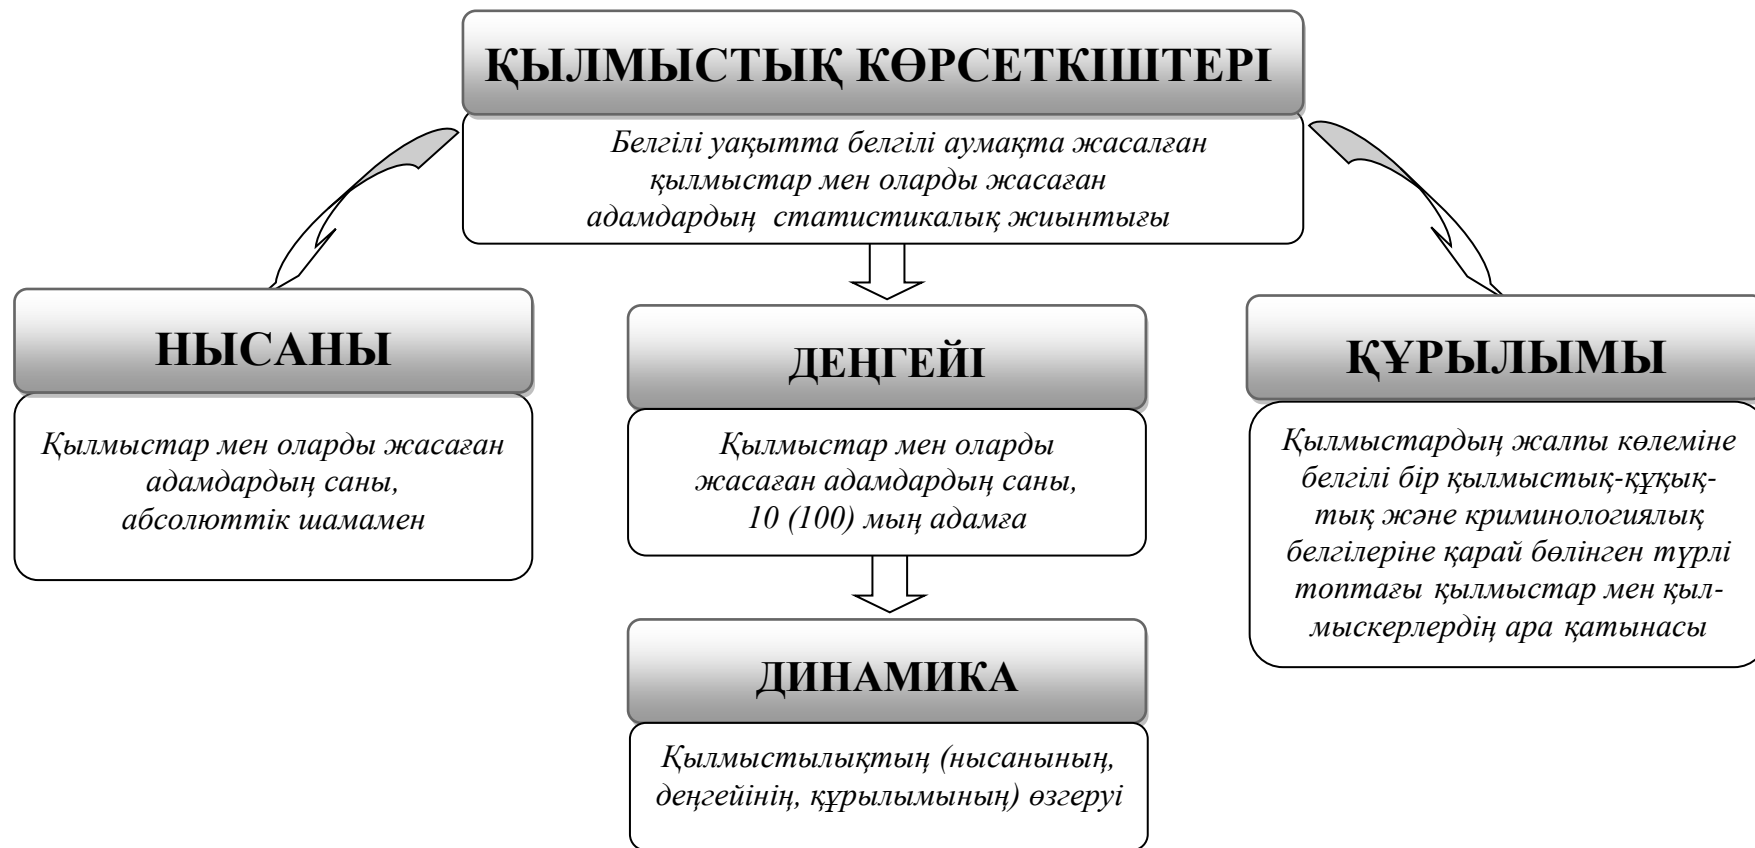 ҚЫЛМЫСТЫҚ КӨРСЕТКІШТЕРІ
Белгілі уақытта белгілі аумақта жасалған
қылмыстар мен оларды жасаған
адамдардың статистикалық жиынтығы
НЫСАНЫ
Қылмыстар мен оларды жасаған
адамдардың саны,
абсолюттік шамамен
ДЕҢГЕЙІ
Қылмыстар мен оларды
жасаған адамдардың саны,
10 (100) мың адамға
ҚҰРЫЛЫМЫ
Қылмыстардың жалпы көлеміне
белгілі бір қылмыстық-құқық-
тық және криминологиялық
белгілеріне қарай бөлінген түрлі
топтағы қылмыстар мен қыл-
мыскерлердің ара қатынасы
ДИНАМИКА
Қылмыстылықтың (нысанының,
деңгейінің, құрылымының) өзгеруі